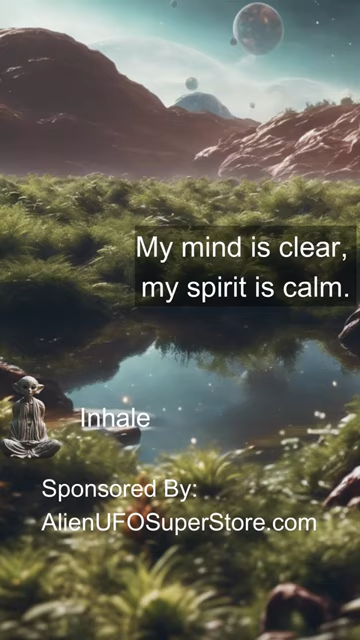 My mind is clear,
my spirit is calm.
Inhale
Sponsored By:
AlienUFOSuperStore.com